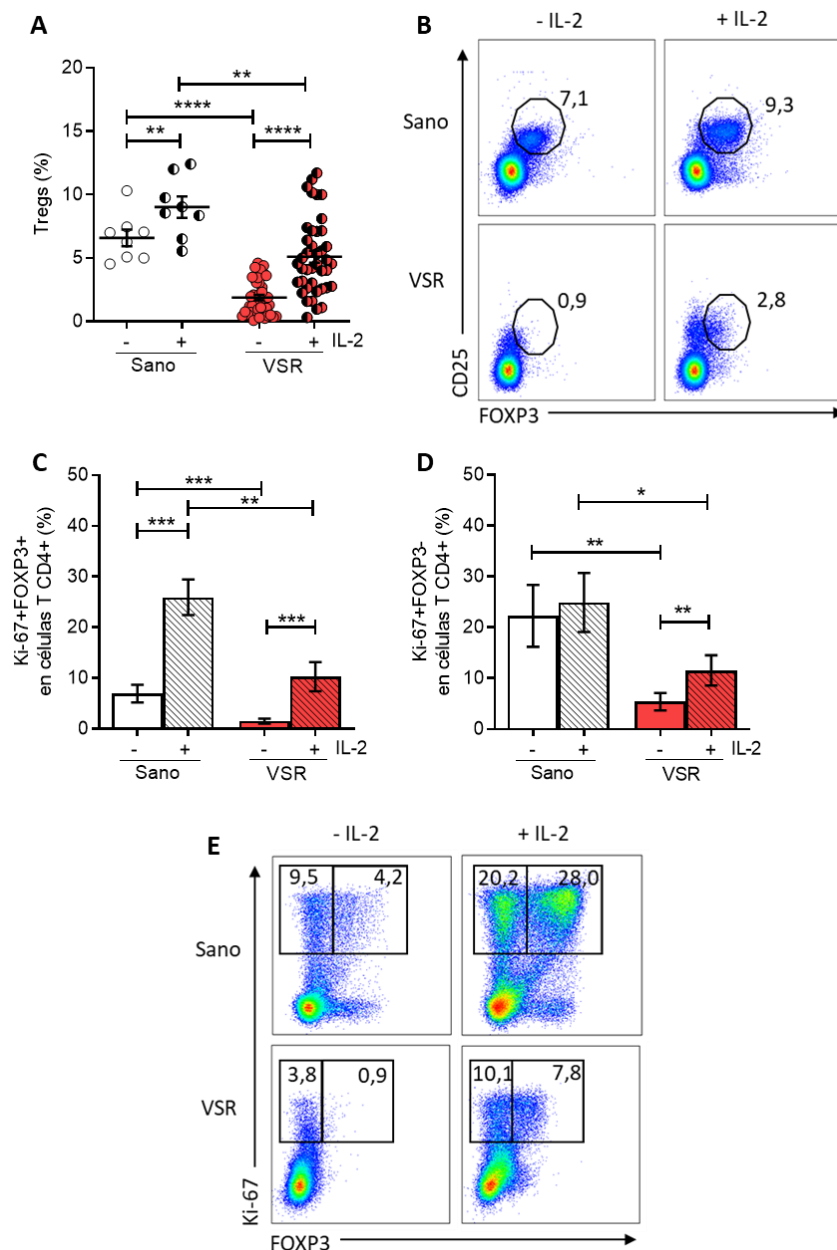 A
20
15
10
5
0
Tregs (%)
**
****
**
****
-
+
-
+
IL-2
Sano
VSR
B
- IL-2
+ IL-2
Sano
7,1
9,3
VSR
0,9
2,8
CD25
FOXP3
C
50
40
30
20
10
0
Ki-67+FOXP3+
en células T CD4+ (%)
***
**
***
***
-
+
-
+
IL-2
Sano
VSR
D
50
40
30
20
10
0
Ki-67+FOXP3-
en células T CD4+ (%)
*
**
**
-
+
-
+
IL-2
Sano
VSR
E
- IL-2
+ IL-2
Sano
9,5
4,2
20,2
28,0
VSR
3,8
0,9
10,1
7,8
Ki-67
FOXP3